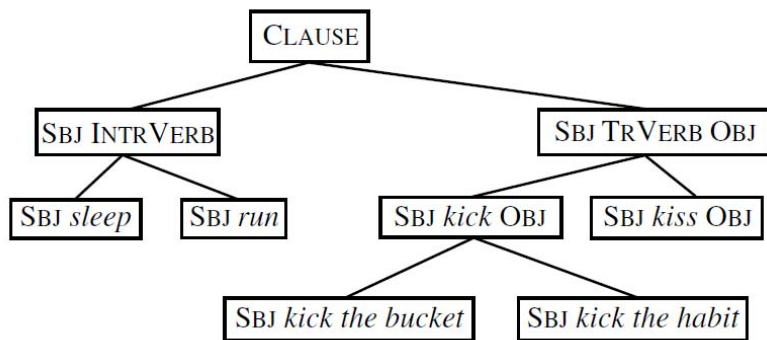 CLAUSE
SBJ INTRVERB
SBJ TRVERB OBJ
SBJ sleep
SBJ run
SBJ kick OBJ
SBJ kiss OBJ
SBJ kick the bucket
SBJ kick the habit